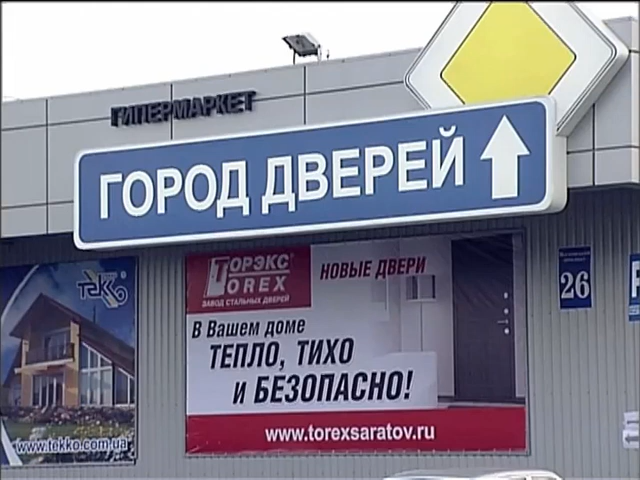 ГИПЕРМАРКЕТ
ГОРОД ДВЕРЕЙ
ТЕККО
www.tekko.com.ua
ТОРЭКС
TOREX
ЗАВОД СТАЛЬНЫХ ДВЕРЕЙ
НОВЫЕ ДВЕРИ
В Вашем доме
ТЕПЛО, ТИХО
и БЕЗОПАСНО!
www.torexsaratov.ru
26